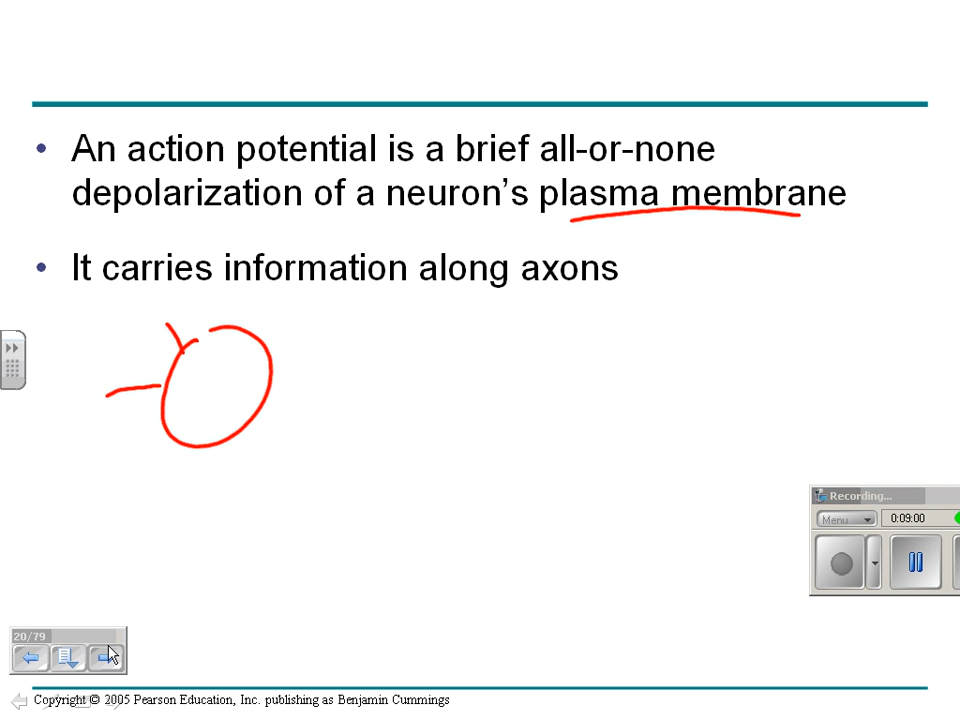 • An action potential is a brief all-or-none
depolarization of a neuron’s plasma membrane
• It carries information along axons
Recording...
Menu 0:09:00
20/79
Copyright © 2005 Pearson Education, Inc. publishing as Benjamin Cummings